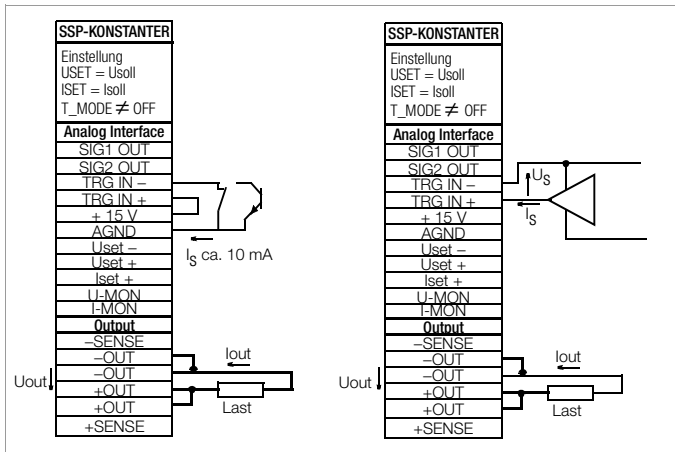 SSP-KONSTANTER
Einstellung
USET = Usoll
ISET = Isoll
T_MODE ≠ OFF
Analog Interface
SIG1 OUT
SIG2 OUT
TRG IN –
TRG IN +
+ 15 V
AGND
Uset –
Uset +
Iset +
U-MON
I-MON
Output
–SENSE
–OUT
–OUT
+OUT
+OUT
+SENSE
IS ca. 10 mA
Iout
Uout
Last
SSP-KONSTANTER
Einstellung
USET = Usoll
ISET = Isoll
T_MODE ≠ OFF
Analog Interface
SIG1 OUT
SIG2 OUT
TRG IN –
TRG IN +
+ 15 V
AGND
Uset –
Uset +
Iset +
U-MON
I-MON
Output
–SENSE
–OUT
–OUT
+OUT
+OUT
+SENSE
US
IS
Iout
Uout
Last